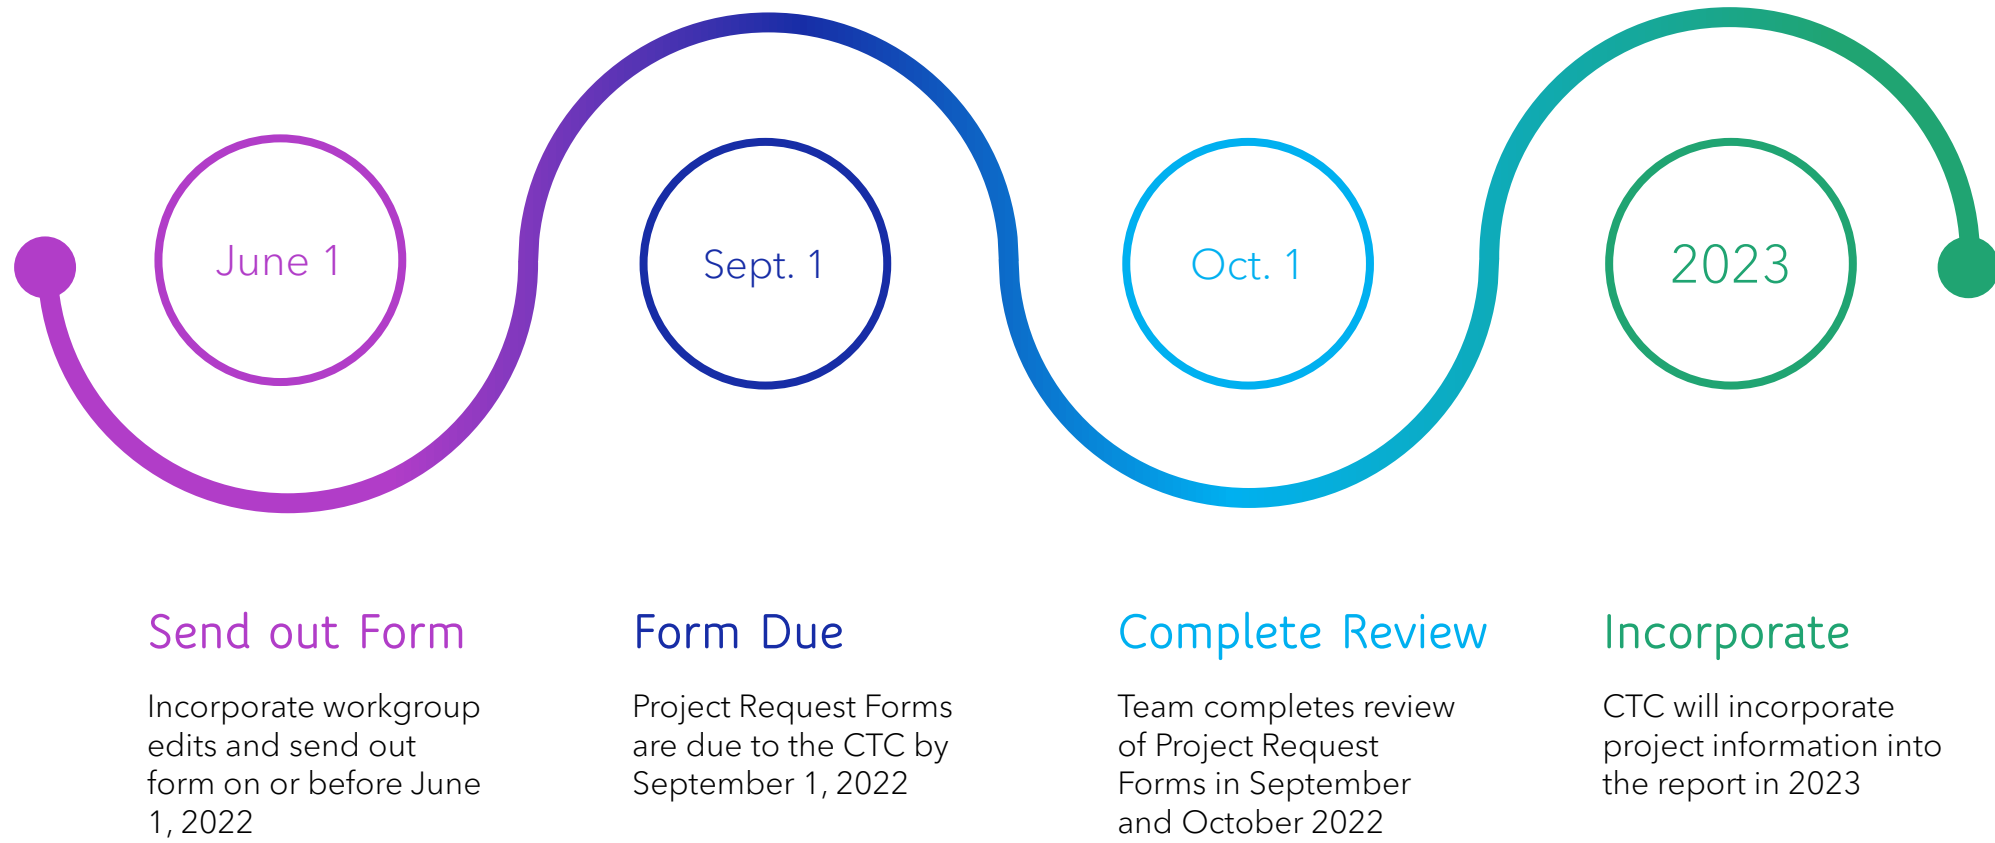 June 1
Sept. 1
Oct. 1
2023
Send out Form
Incorporate workgroup
edits and send out
form on or before June
1, 2022
Form Due
Project Request Forms
are due to the CTC by
September 1, 2022
Complete Review
Team completes review
of Project Request
Forms in September
and October 2022
Incorporate
CTC will incorporate
project information into
the report in 2023